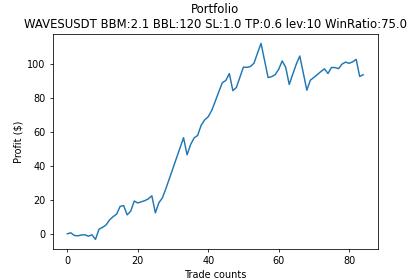 Portfolio
WAVESUSDT BBM:2.1 BBL:120 SL:1.0 TP:0.6 lev:10 WinRatio:75.0
100
80
60
40
20
0
Profit ($)
0 20 40 60 80
Trade counts